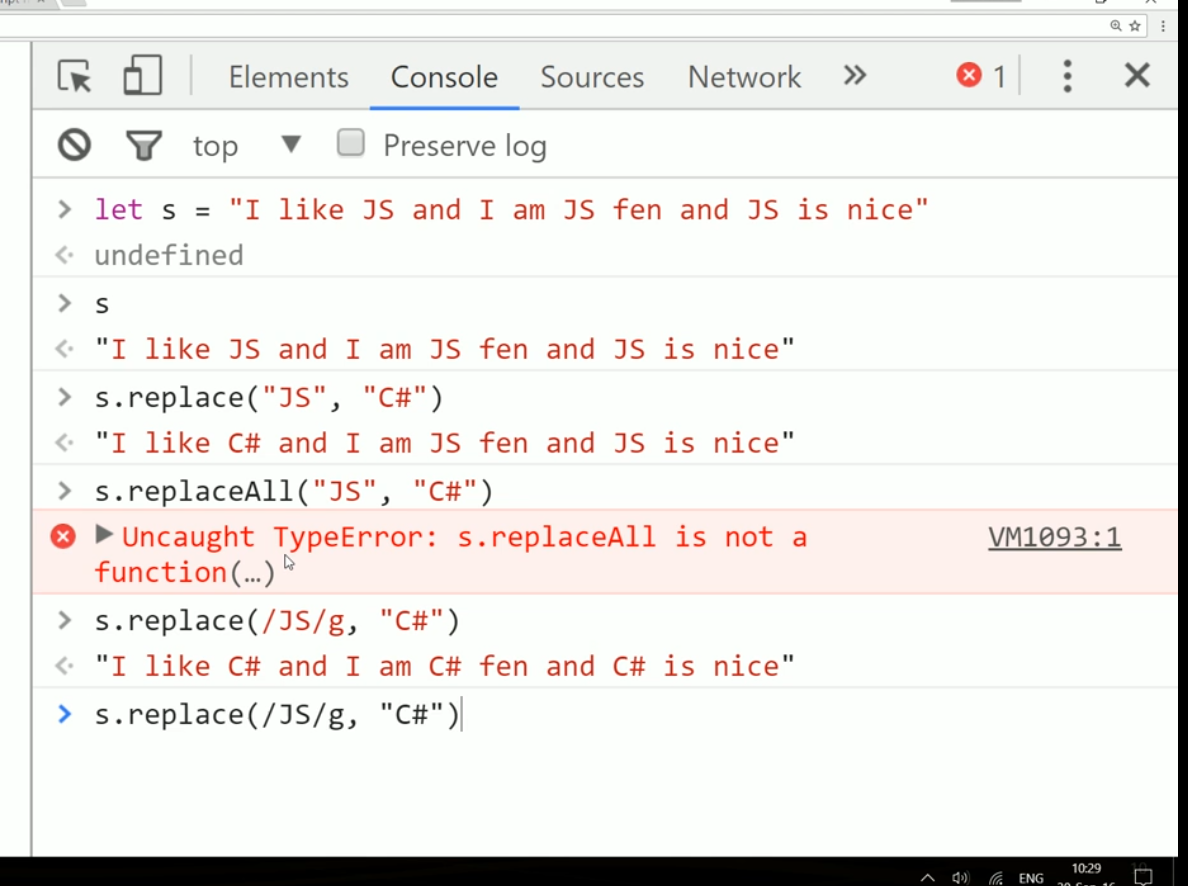 Elements Console Sources Network 1
top Preserve log
let s = "I like JS and I am JS fen and JS is nice"
undefined
s
"I like JS and I am JS fen and JS is nice"
s.replace("JS", "C#")
"I like C# and I am JS fen and JS is nice"
s.replaceAll("JS", "C#")
Uncaught TypeError: s.replaceAll is not a VM1093:1
function(…)
s.replace(/JS/g, "C#")
"I like C# and I am C# fen and C# is nice"
s.replace(/JS/g, "C#")
ENG 10:29